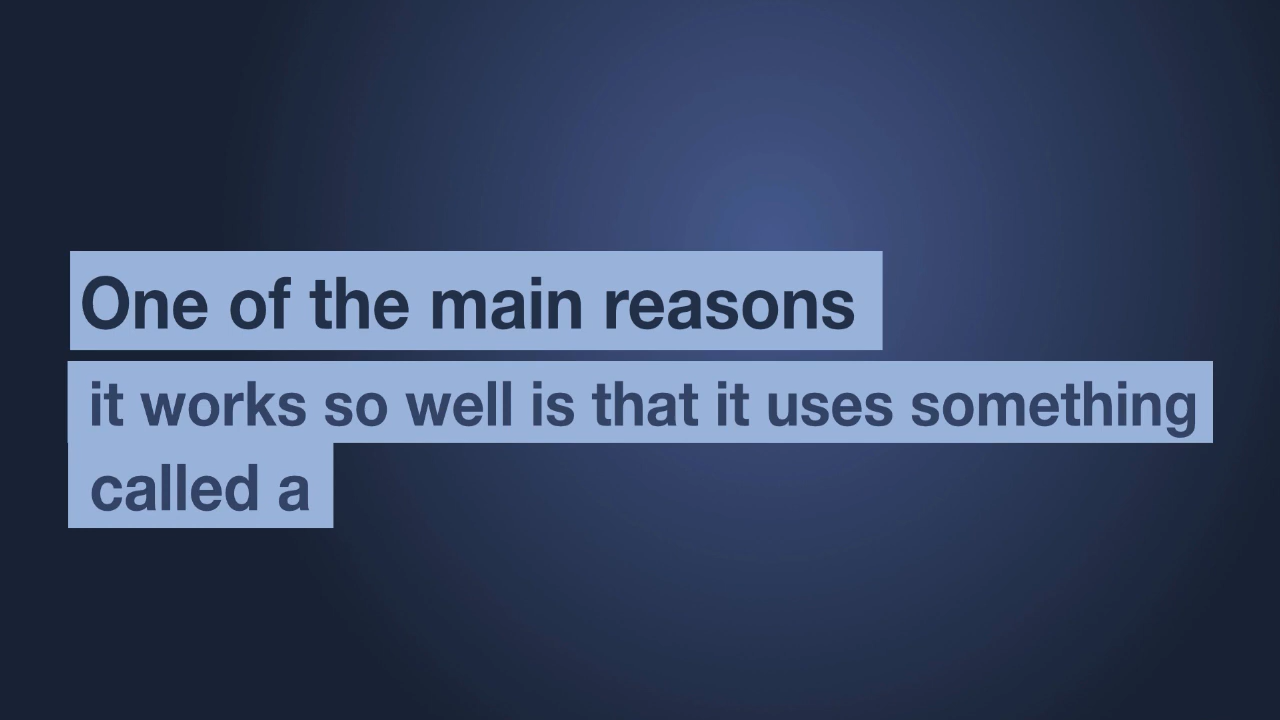 One of the main reasons
it works so well is that it uses something
called a